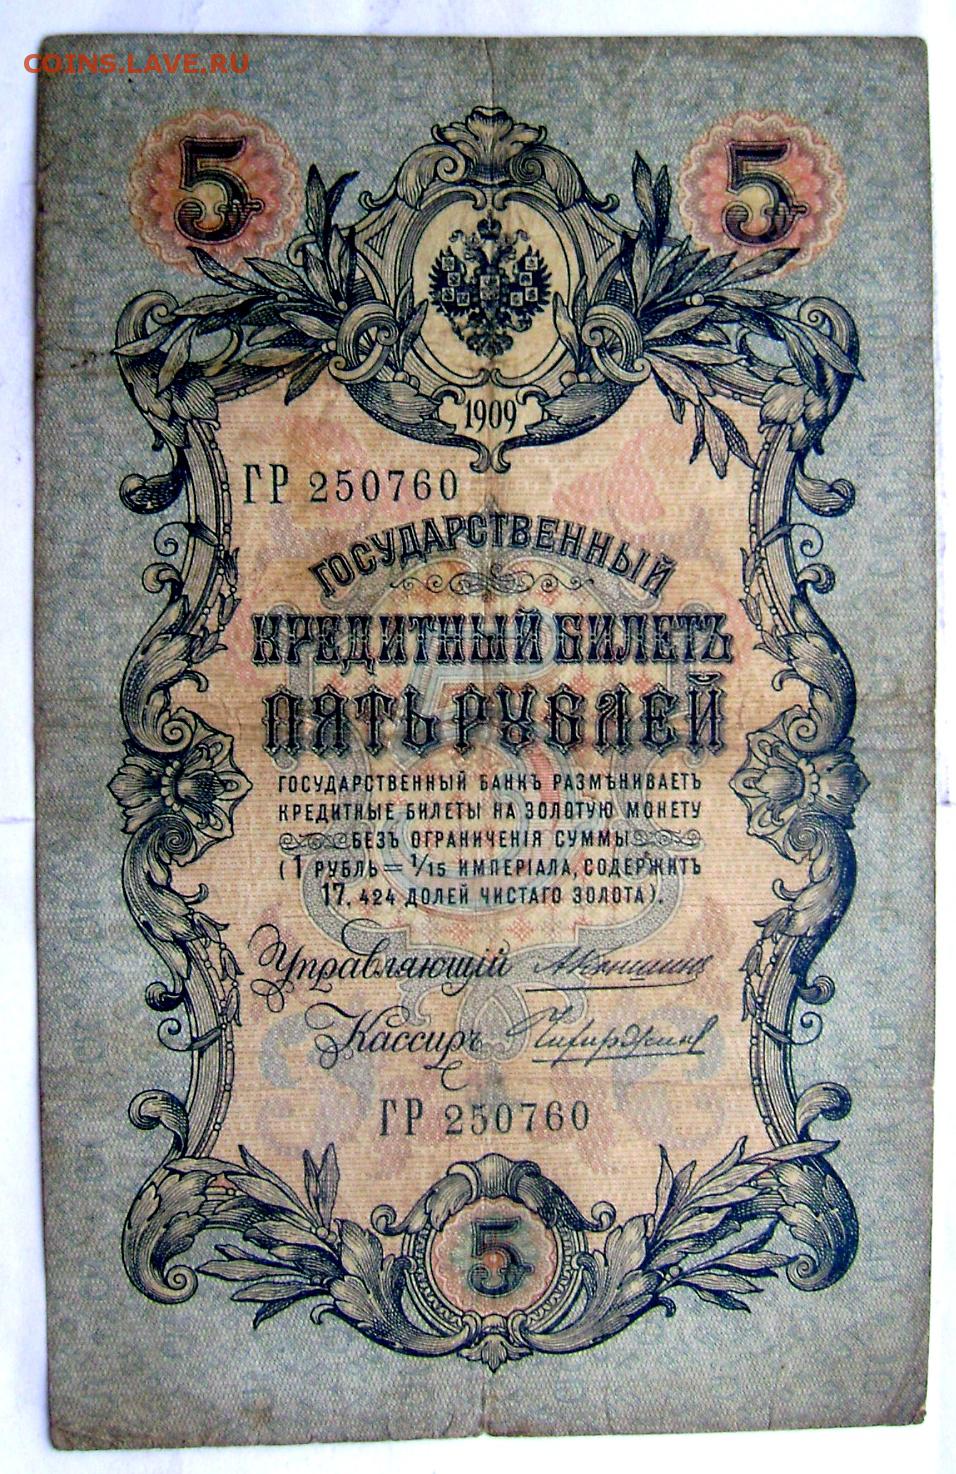 COINS.LAVE.RU
5 5
1909
ГР 250760
ГОСУДАРСТВЕННЫЙ
КРЕДИТНЫЙ БИЛЕТЪ
ПЯТЬ РУБЛЕЙ
ГОСУДАРСТВЕННЫЙ БАНКЪ РАЗМѢНИВАЕТЪ
КРЕДИТНЫЕ БИЛЕТЫ НА ЗОЛОТУЮ МОНЕТУ
БЕЗЪ ОГРАНИЧЕНІЯ СУММЫ
(1 РУБЛЬ = 1/15 ИМПЕРІАЛА, СОДЕРЖИТЪ
17,424 ДОЛЕЙ ЧИСТАГО ЗОЛОТА).
Управляющій
Кассиръ
ГР 250760
5